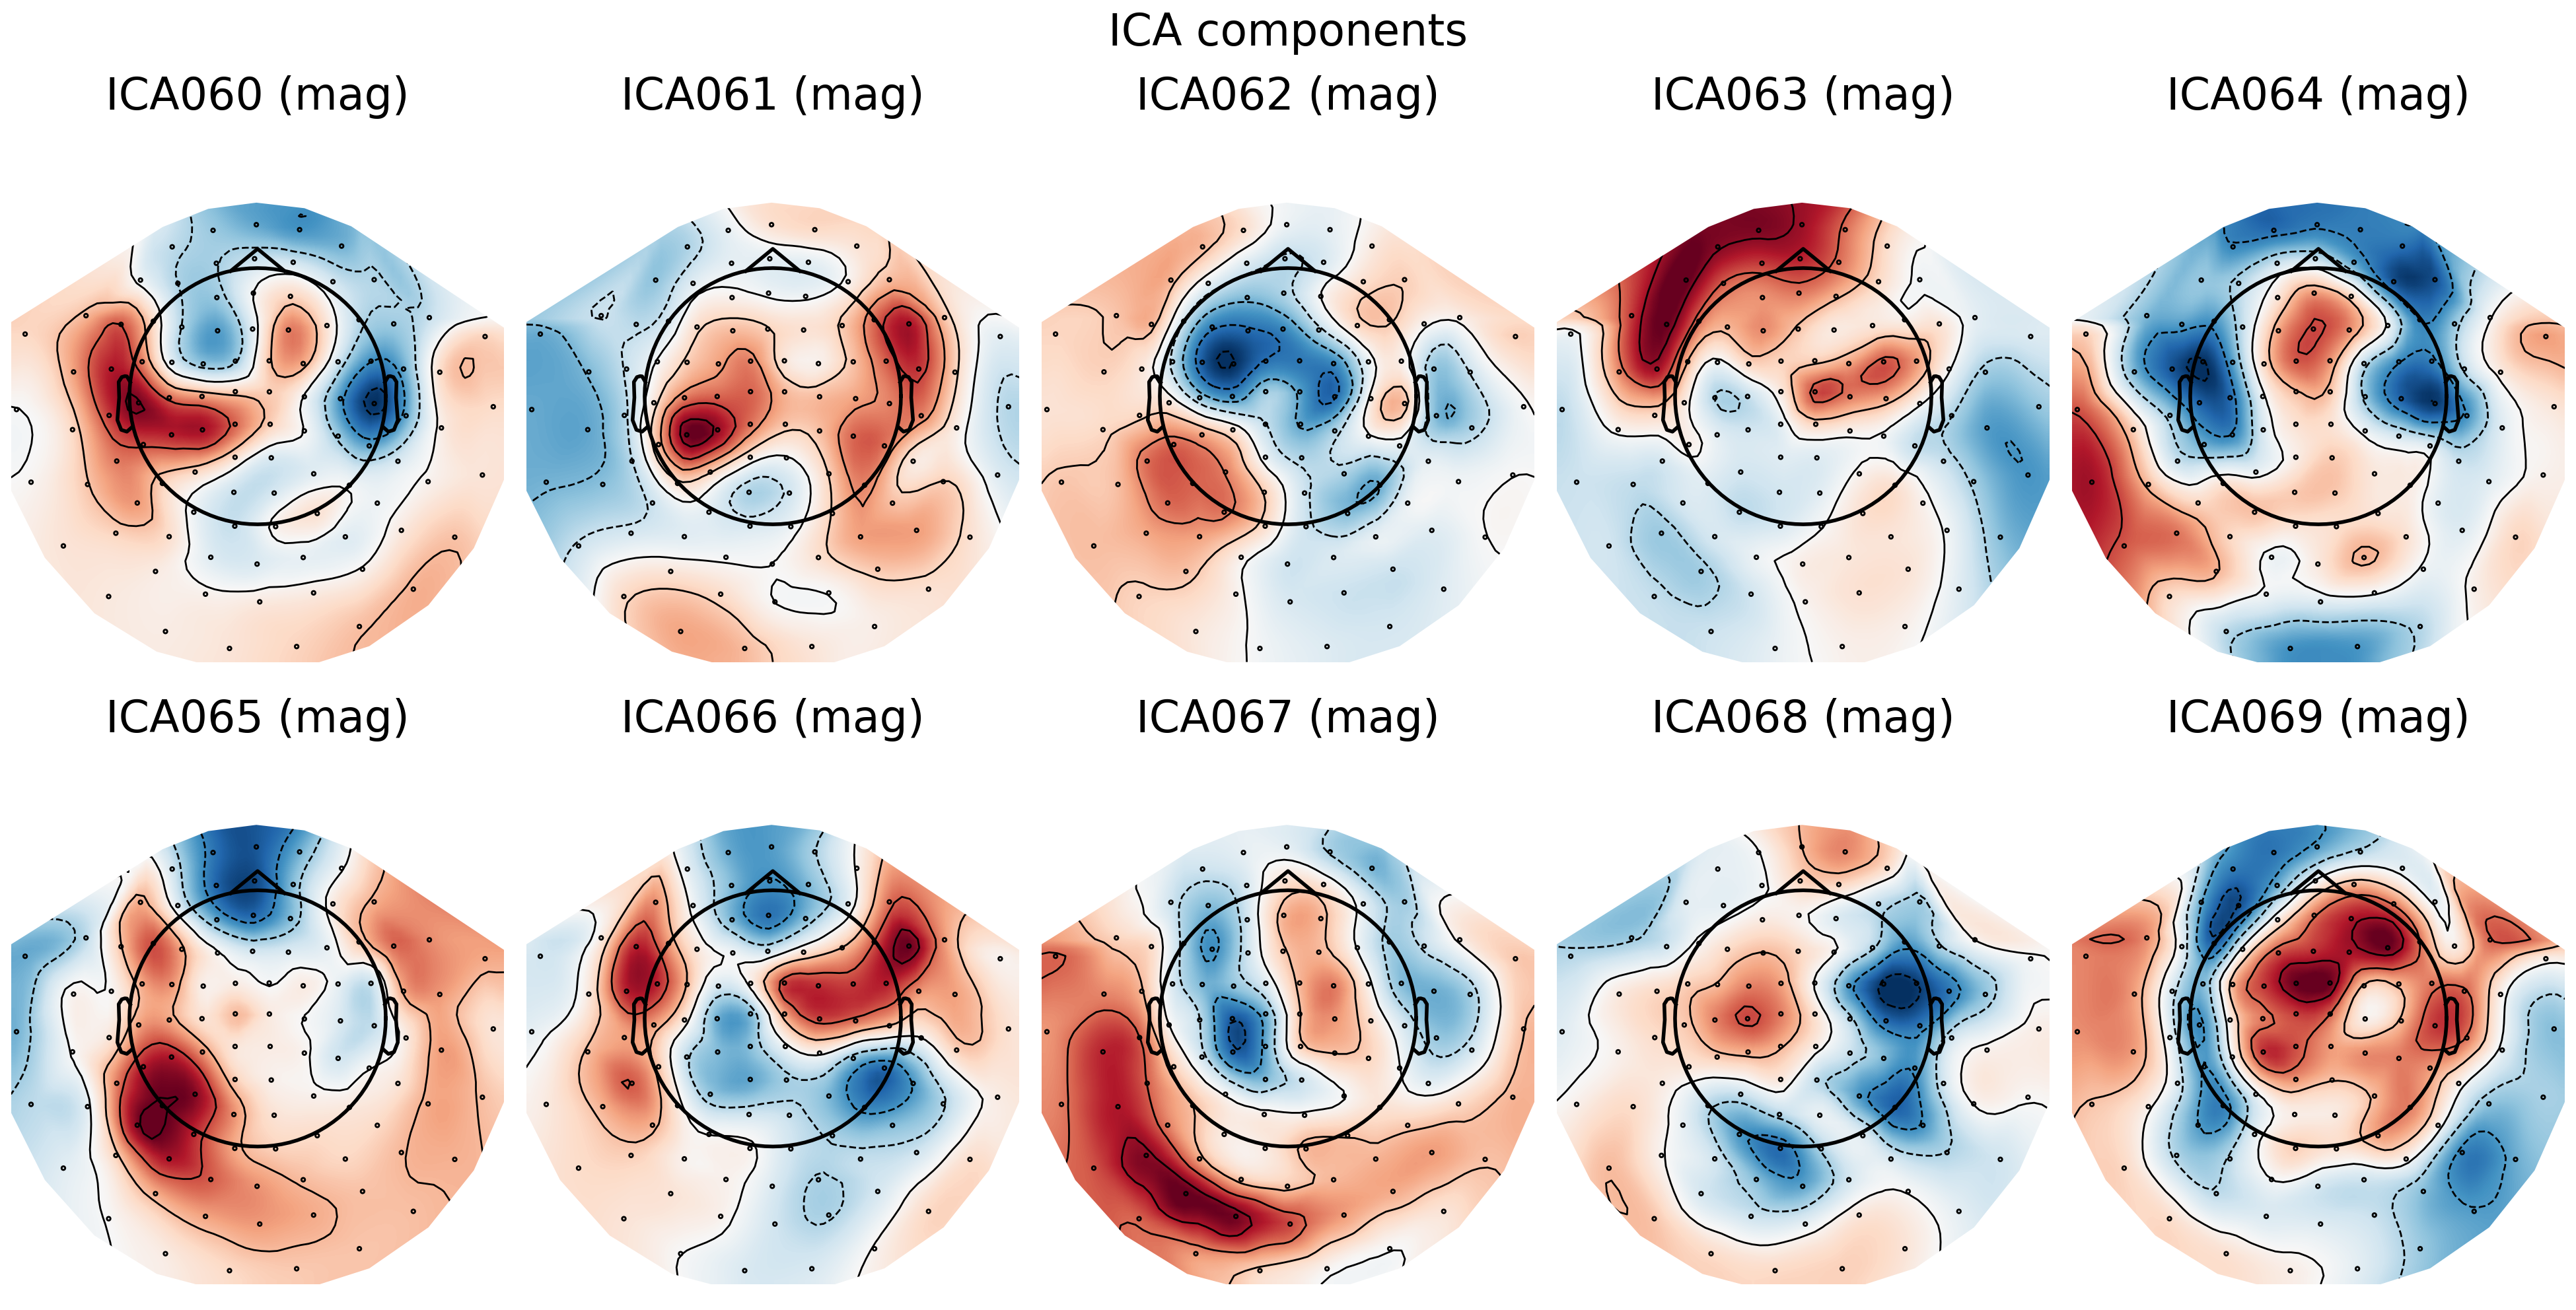 ICA components
ICA060 (mag)
ICA061 (mag)
ICA062 (mag)
ICA063 (mag)
ICA064 (mag)
ICA065 (mag)
ICA066 (mag)
ICA067 (mag)
ICA068 (mag)
ICA069 (mag)